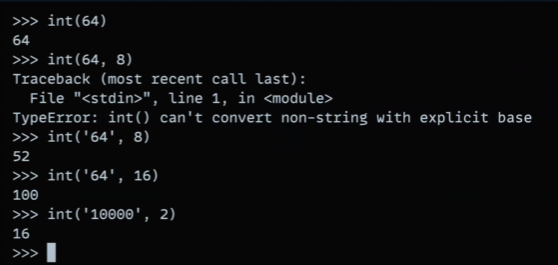 >>> int(64)
64
>>> int(64, 8)
Traceback (most recent call last):
  File "<stdin>", line 1, in <module>
TypeError: int() can't convert non-string with explicit base
>>> int('64', 8)
52
>>> int('64', 16)
100
>>> int('10000', 2)
16
>>>